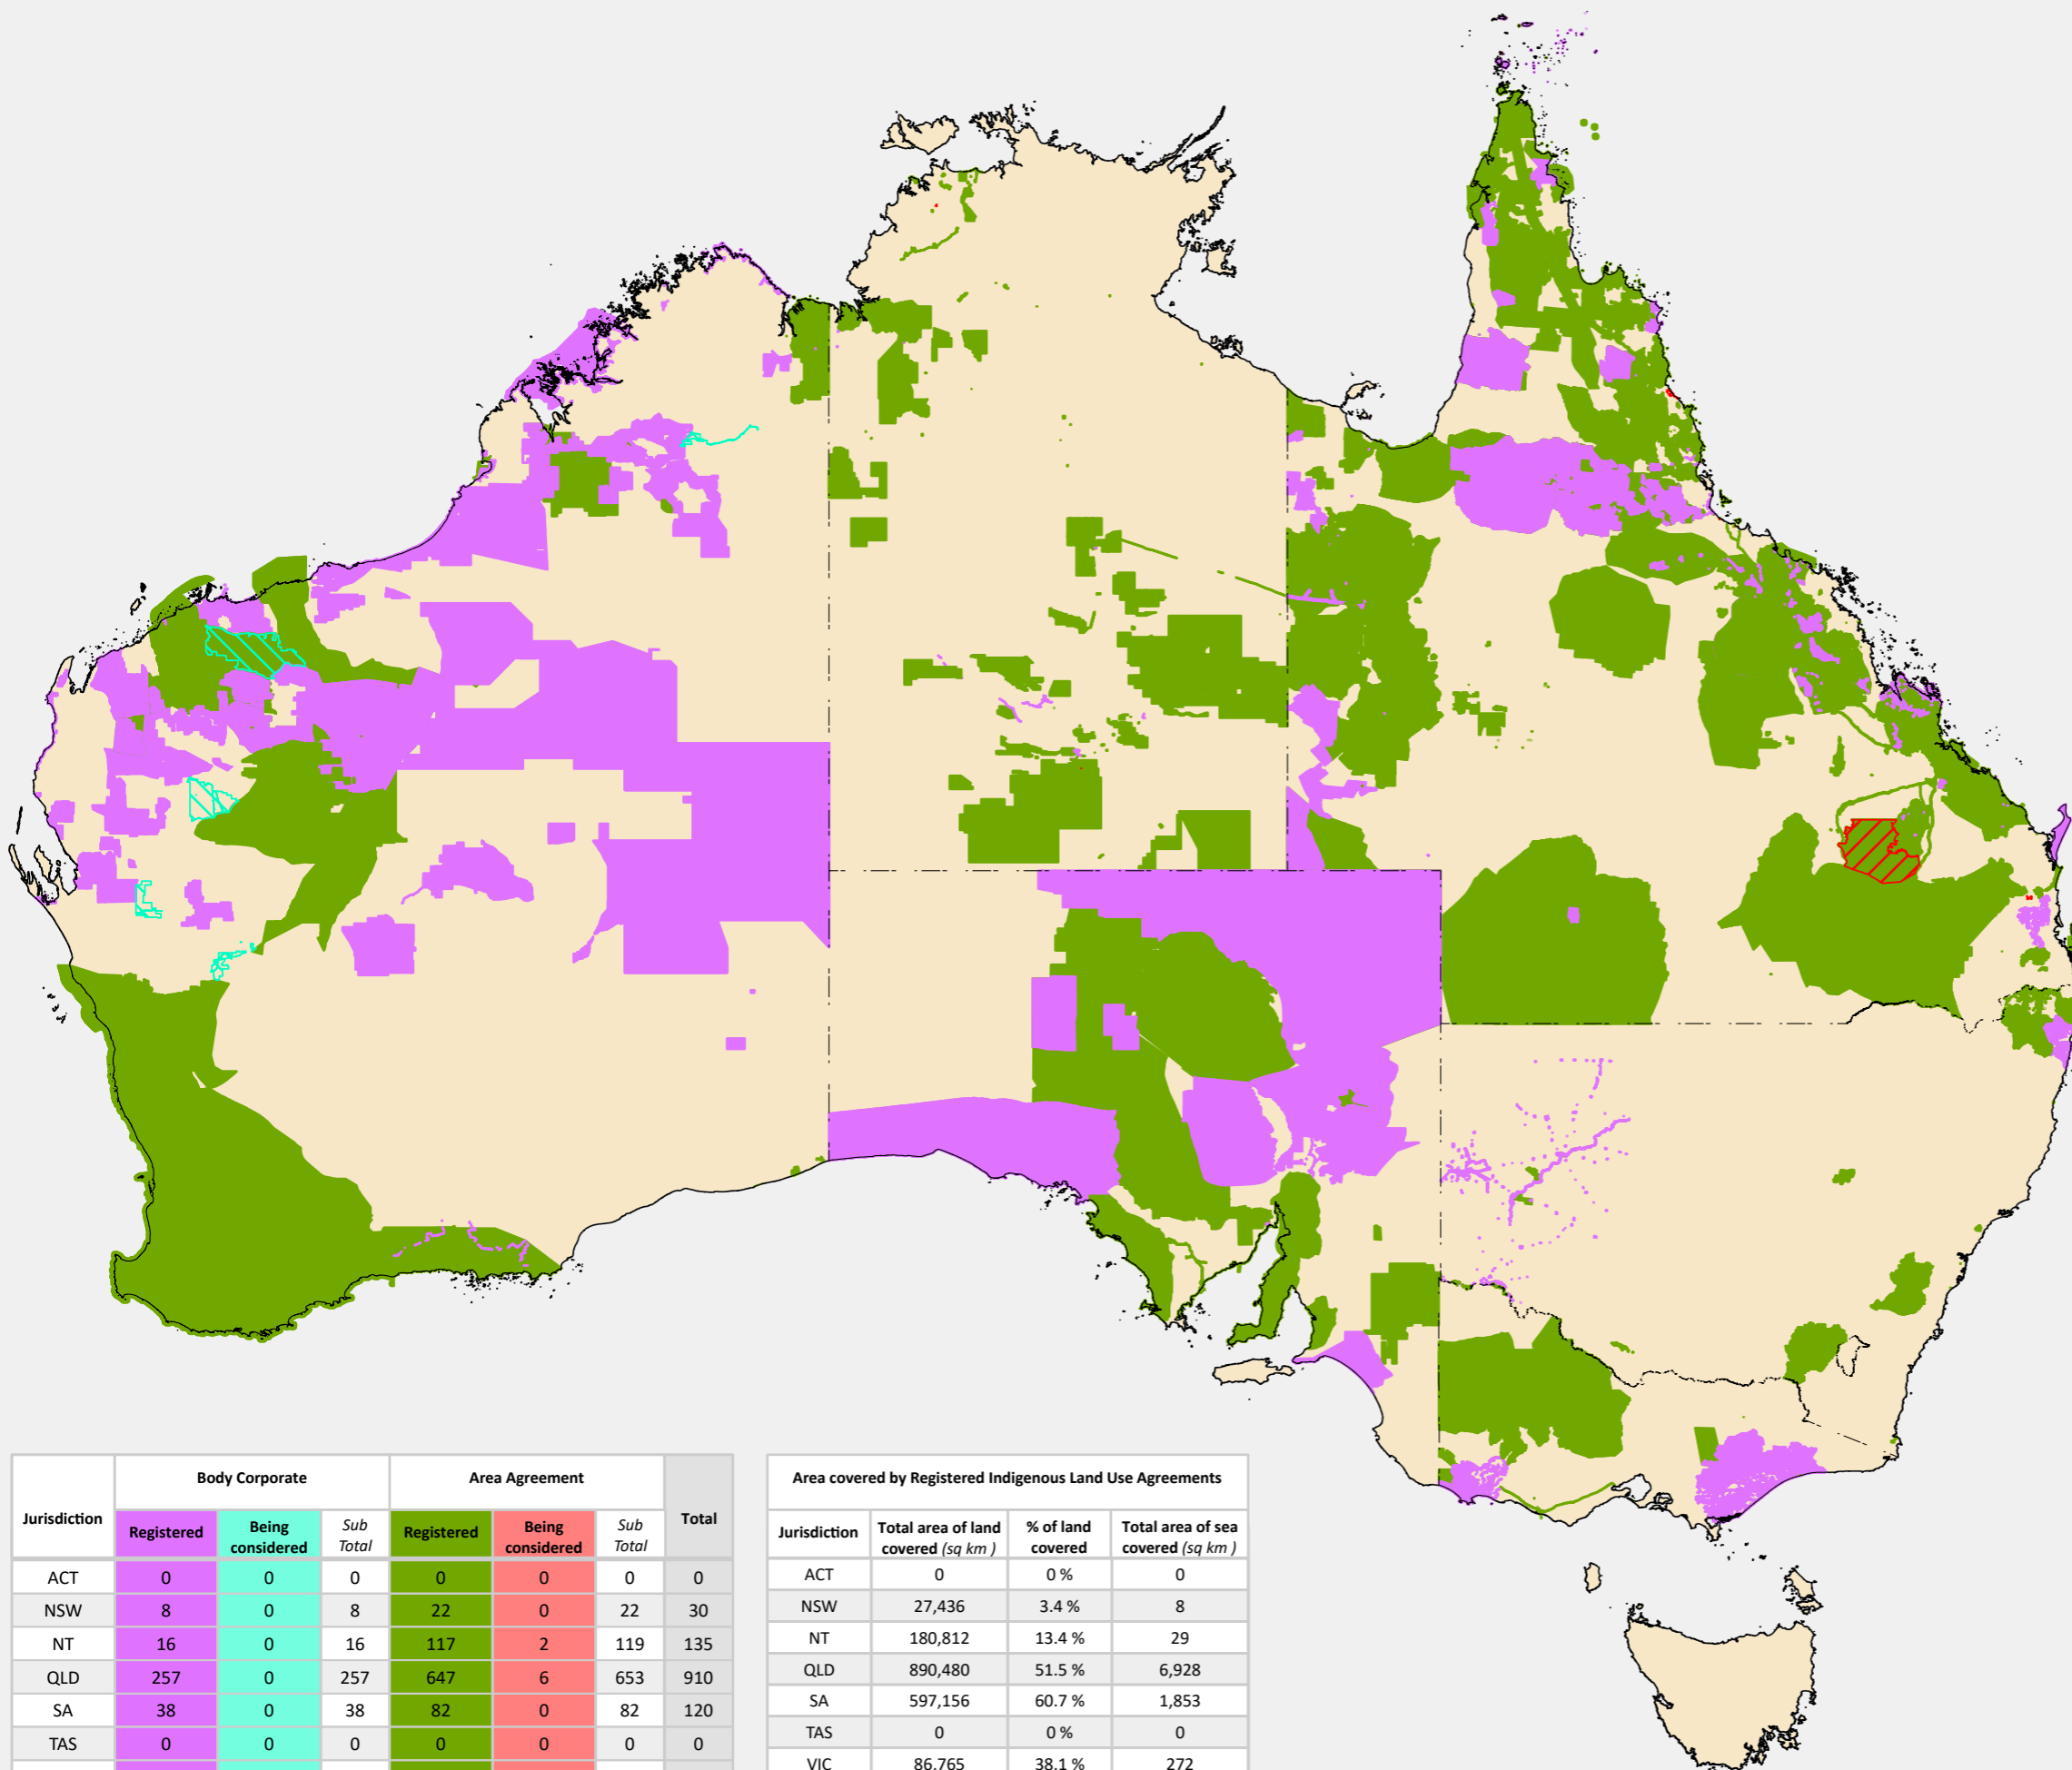 Jurisdiction Body Corporate Area Agreement Total
Registered Being considered Sub Total Registered Being considered Sub Total
ACT 0 0 0 0 0 0 0
NSW 8 0 8 22 0 22 30
NT 16 0 16 117 2 119 135
QLD 257 0 257 647 6 653 910
SA 38 0 38 82 0 82 120
TAS 0 0 0 0 0 0 0
Area covered by Registered Indigenous Land Use Agreements
Jurisdiction Total area of land covered (sq km ) % of land covered Total area of sea covered (sq km )
ACT 0 0 % 0
NSW 27,436 3.4 % 8
NT 180,812 13.4 % 29
QLD 890,480 51.5 % 6,928
SA 597,156 60.7 % 1,853
TAS 0 0 % 0
VIC 86,765 38.1 % 272